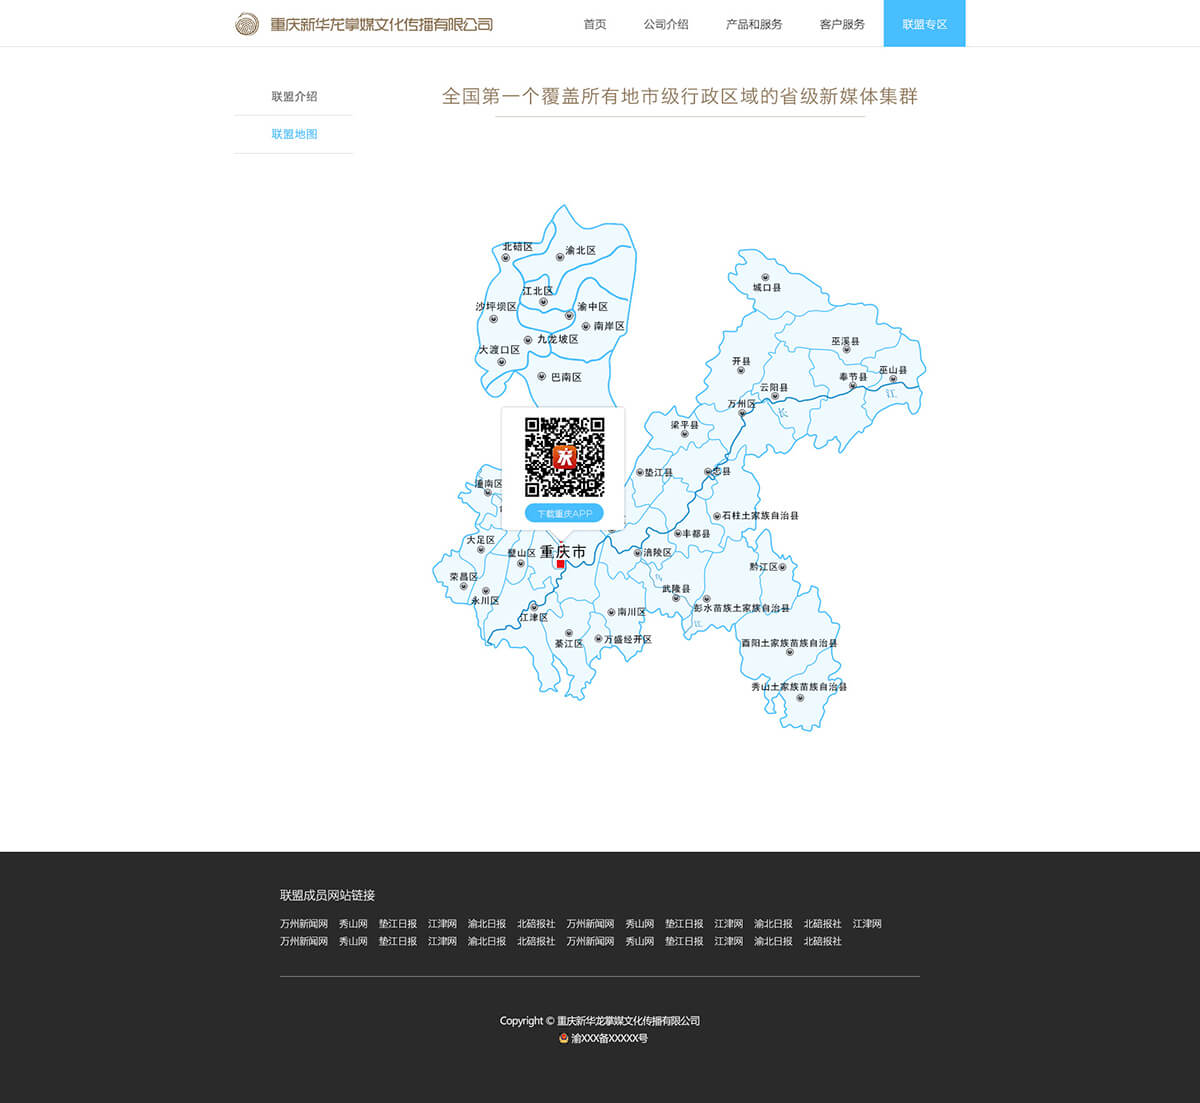 重庆新华龙掌媒文化传播有限公司
首页 公司介绍 产品和服务 客户服务 联盟专区
联盟介绍
联盟地图
全国第一个覆盖所有地市级行政区域的省级新媒体集群
北碚区
渝北区
江北区
沙坪坝区
渝中区
南岸区
九龙坡区
大渡口区
巴南区
城口县
巫溪县
开县
巫山县
奉节县
云阳县
江
万州区
长
梁平县
垫江县
忠县
潼南区
下载重庆APP
石柱土家族自治县
丰都县
大足区
璧山区
重庆市
涪陵区
黔江区
荣昌区
武陵县
永川区
彭水苗族土家族自治县
江津区
南川区
江
綦江区
万盛经开区
酉阳土家族苗族自治县
秀山土家族苗族自治县
联盟成员网站链接
万州新闻网 秀山网 垫江日报 江津网 渝北日报 北碚报社 万州新闻网 秀山网 垫江日报 江津网 渝北日报 北碚报社 江津网
万州新闻网 秀山网 垫江日报 江津网 渝北日报 北碚报社 万州新闻网 秀山网 垫江日报 江津网 渝北日报 北碚报社
Copyright © 重庆新华龙掌媒文化传播有限公司
渝XXX备XXXXX号